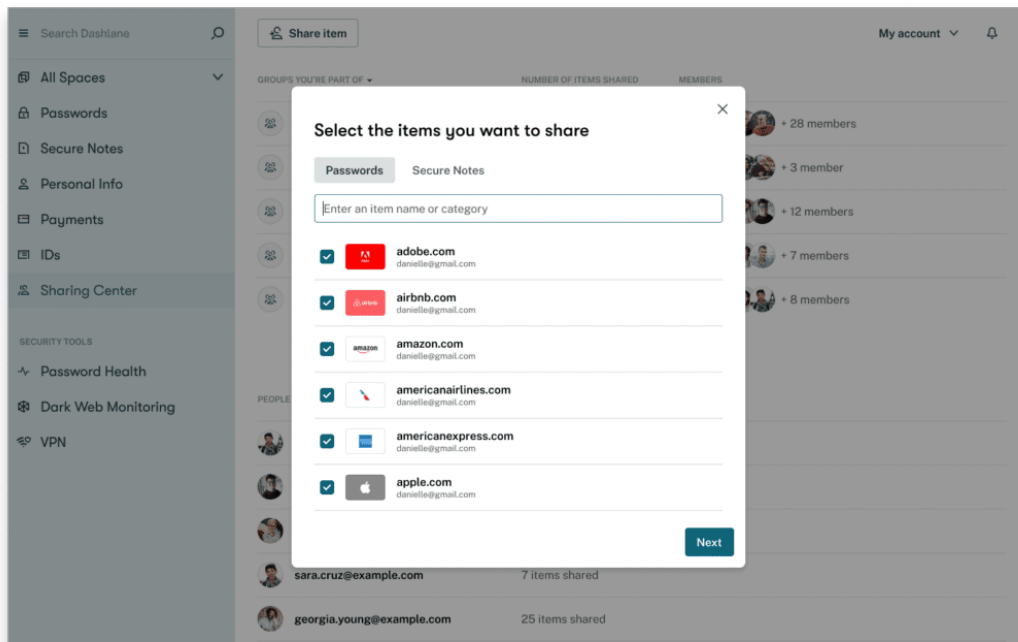 Search Dashlane
Share item
My account
All Spaces
Passwords
Secure Notes
Personal Info
Payments
IDs
Sharing Center
SECURITY TOOLS
Password Health
Dark Web Monitoring
VPN
GROUPS YOU'RE PART OF
NUMBER OF ITEMS SHARED
MEMBERS
+ 28 members
+ 3 member
+ 12 members
+ 7 members
+ 8 members
Select the items you want to share
Passwords
Secure Notes
Enter an item name or category
adobe.com
danielle@gmail.com
airbnb
airbnb.com
danielle@gmail.com
amazon
amazon.com
danielle@gmail.com
americanairlines.com
danielle@gmail.com
americanexpress.com
danielle@gmail.com
apple.com
danielle@gmail.com
Next
PEOPLE
sara.cruz@example.com
7 items shared
georgia.young@example.com
25 items shared